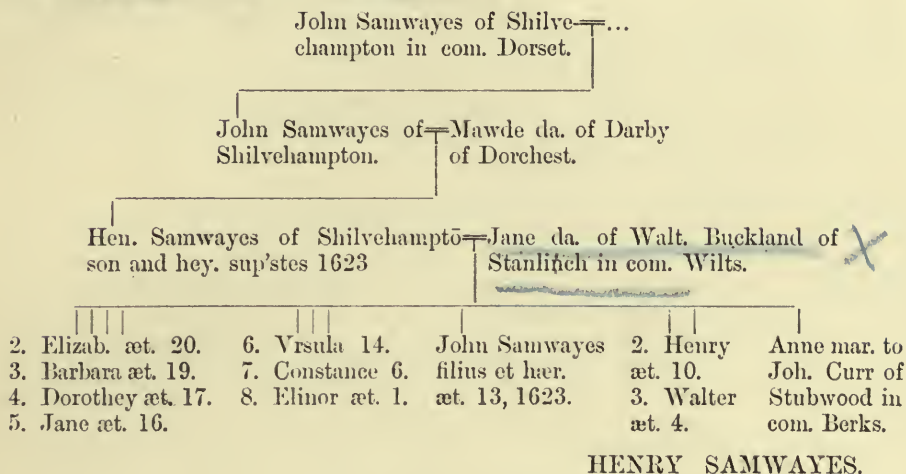 John Samwayes of Shilve-=...
champton in com. Dorset.
John Samwayes of=Mawde da. of Darby
Shilvehampton. of Dorchest.
Hen. Samwayes of Shilvehamptō=Jane da. of Walt. Buckland of
son and hey. sup'stes 1623 Stanlinch in com. Wilts.
2. Elizab. æt. 20.
3. Barbara æt. 19.
4. Dorothey æt. 17.
5. Jane æt. 16.
6. Vrsula 14.
7. Constance 6.
8. Elinor æt. 1.
John Samwayes
filius et hær.
æt. 13, 1623.
2. Henry
æt. 10.
3. Walter
æt. 4.
Anne mar. to
Joh. Curr of
Stubwood in
com. Berks.
HENRY SAMWAYES.